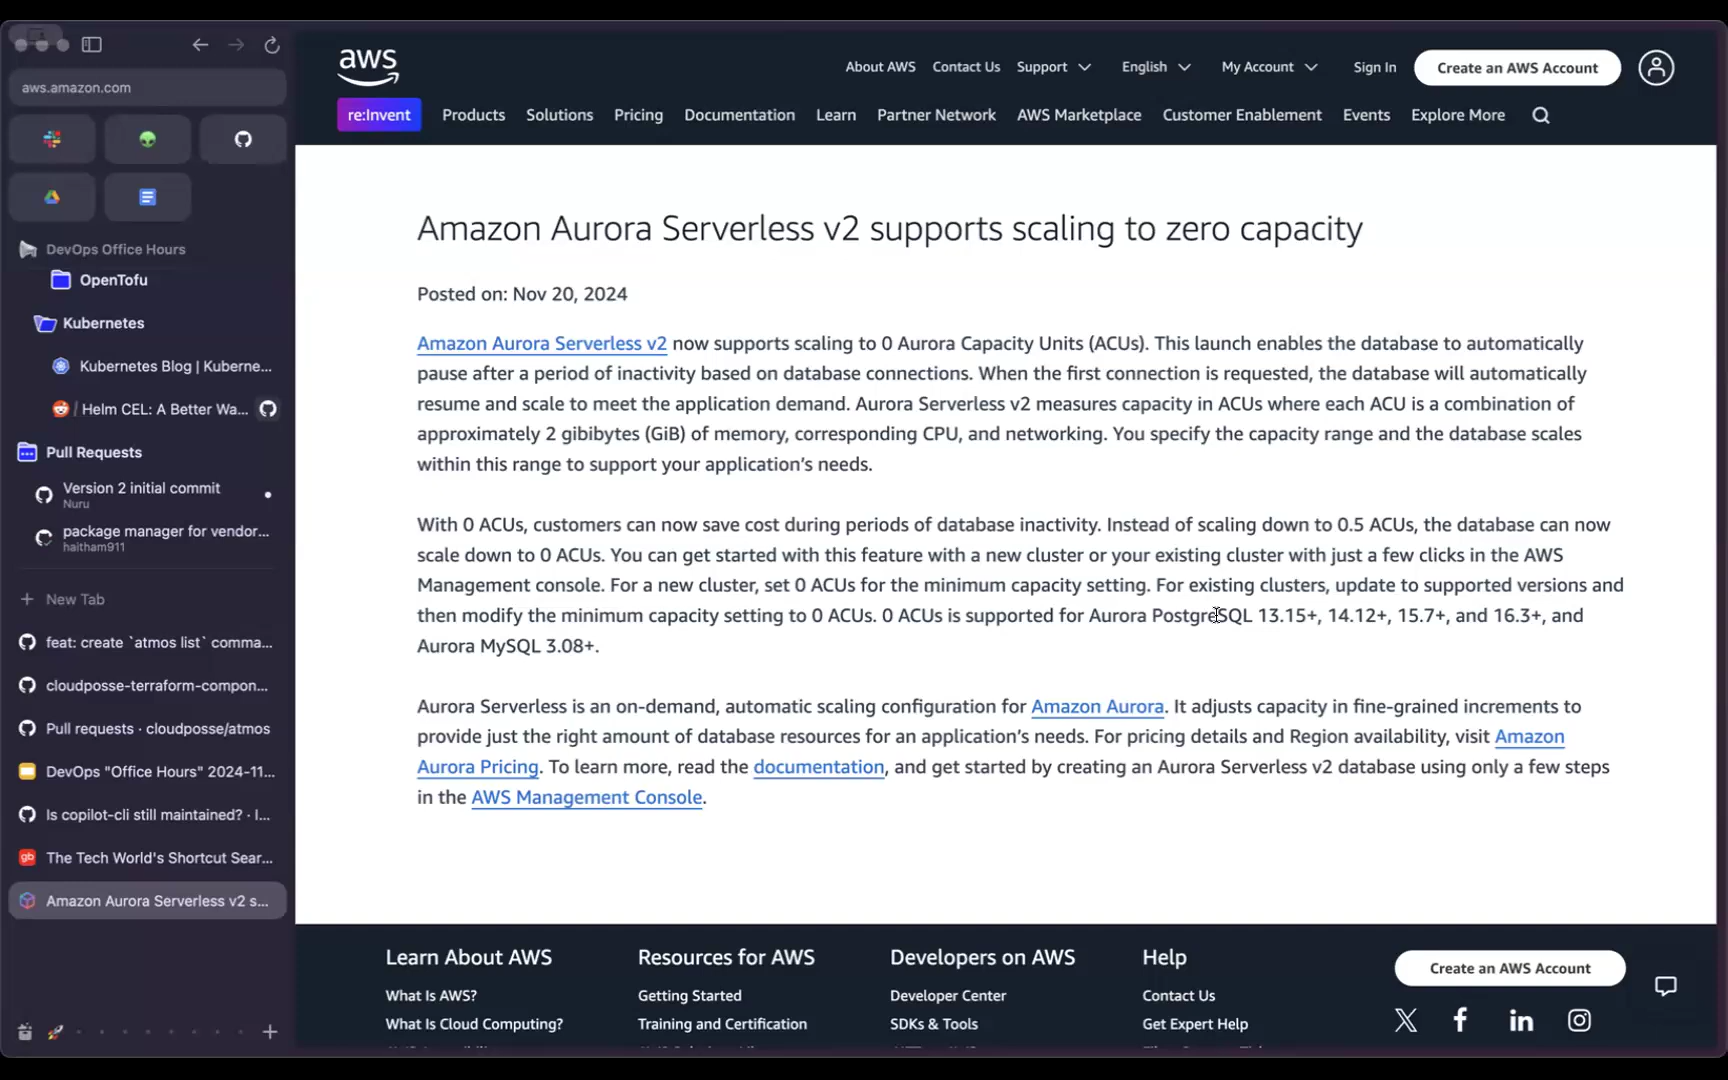 aws.amazon.com
DevOps Office Hours
OpenTofu
Kubernetes
Kubernetes Blog | Kuberne...
/ Helm CEL: A Better Wa...
Pull Requests
Version 2 initial commit
Nuru
package manager for vendor...
haitham911
+ New Tab
feat: create `atmos list` comma...
cloudposse-terraform-compon...
Pull requests · cloudposse/atmos
DevOps "Office Hours" 2024-11...
Is copilot-cli still maintained? · I...
gb The Tech World's Shortcut Sear...
Amazon Aurora Serverless v2 s...
aws
About AWS Contact Us Support English My Account Sign In Create an AWS Account
re:Invent Products Solutions Pricing Documentation Learn Partner Network AWS Marketplace Customer Enablement Events Explore More
Amazon Aurora Serverless v2 supports scaling to zero capacity
Posted on: Nov 20, 2024
Amazon Aurora Serverless v2 now supports scaling to 0 Aurora Capacity Units (ACUs). This launch enables the database to automatically
pause after a period of inactivity based on database connections. When the first connection is requested, the database will automatically
resume and scale to meet the application demand. Aurora Serverless v2 measures capacity in ACUs where each ACU is a combination of
approximately 2 gibibytes (GiB) of memory, corresponding CPU, and networking. You specify the capacity range and the database scales
within this range to support your application's needs.
With 0 ACUs, customers can now save cost during periods of database inactivity. Instead of scaling down to 0.5 ACUs, the database can now
scale down to 0 ACUs. You can get started with this feature with a new cluster or your existing cluster with just a few clicks in the AWS
Management console. For a new cluster, set 0 ACUs for the minimum capacity setting. For existing clusters, update to supported versions and
then modify the minimum capacity setting to 0 ACUs. 0 ACUs is supported for Aurora PostgreSQL 13.15+, 14.12+, 15.7+, and 16.3+, and
Aurora MySQL 3.08+.
Aurora Serverless is an on-demand, automatic scaling configuration for Amazon Aurora. It adjusts capacity in fine-grained increments to
provide just the right amount of database resources for an application's needs. For pricing details and Region availability, visit Amazon
Aurora Pricing. To learn more, read the documentation, and get started by creating an Aurora Serverless v2 database using only a few steps
in the AWS Management Console.
Learn About AWS Resources for AWS Developers on AWS Help Create an AWS Account
What Is AWS? Getting Started Developer Center Contact Us
What Is Cloud Computing? Training and Certification SDKs & Tools Get Expert Help